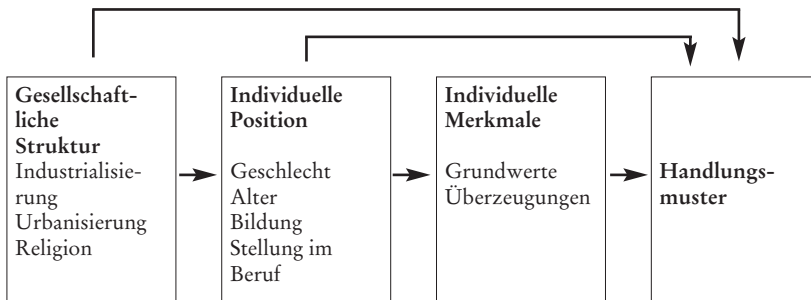 Gesellschaft-
liche
Struktur
Industrialisie-
rung
Urbanisierung
Religion
Individuelle
Position
Geschlecht
Alter
Bildung
Stellung im
Beruf
Individuelle
Merkmale
Grundwerte
Überzeugungen
Handlungs-
muster